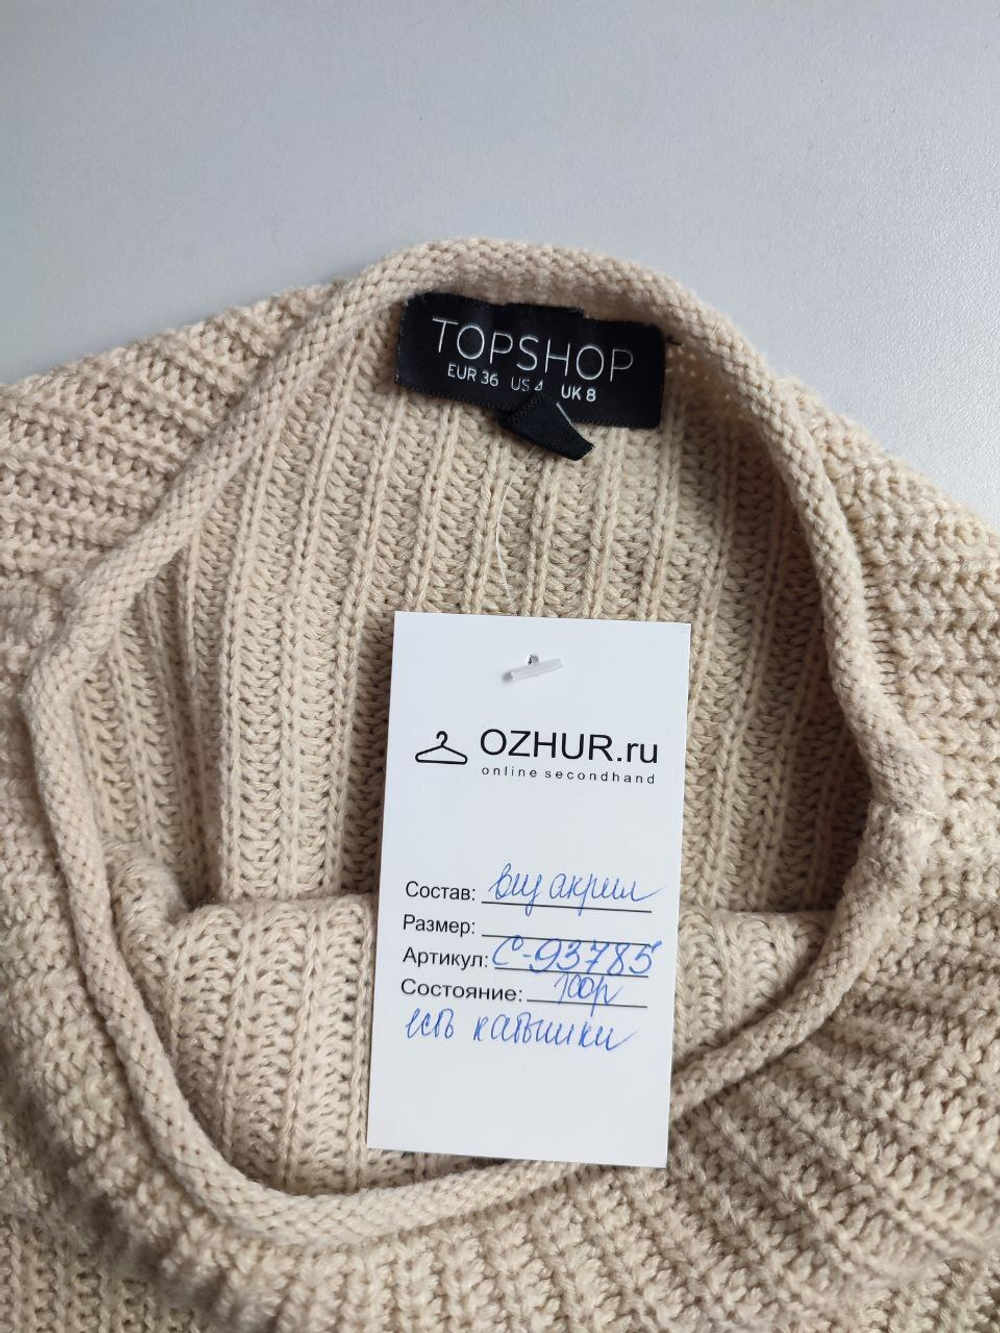 TOPSHOP
EUR 36 US 4 UK 8
OZHUR.ru
online secondhand
Состав: виз акрил
Размер:
Артикул: С-93785
Состояние: хор
есть катышки